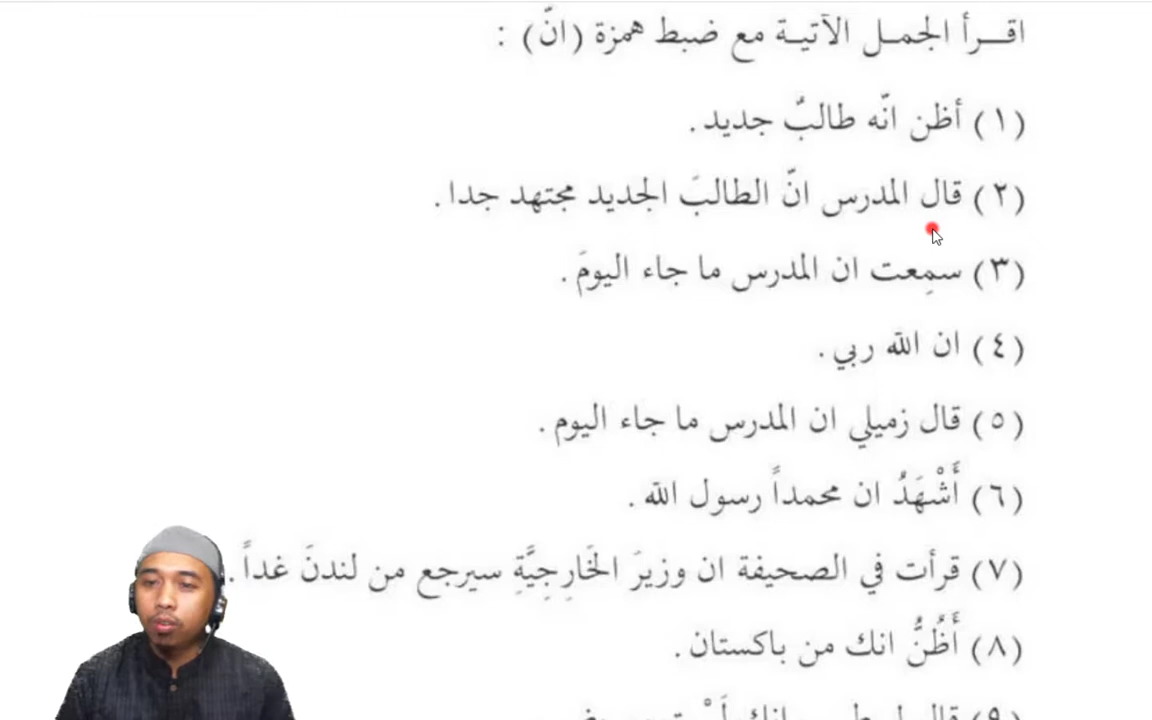 اقـرأ الجمـل الآتيـة مع ضبط همزة (انّ) :
(١) أظن انّه طالبٌ جديد.
(٢) قال المدرس انّ الطالبَ الجديد مجتهد جدا.
(٣) سمِعت ان المدرس ما جاء اليومَ.
(٤) ان الله ربي.
(٥) قال زميلي ان المدرس ما جاء اليوم.
(٦) أَشْهَدُ ان محمداً رسول الله.
(٧) قرأت في الصحيفة ان وزيرَ الخَارِجِيَّةِ سيرجع من لندنَ غداً.
(٨) أَظُنُّ انك من باكستان.